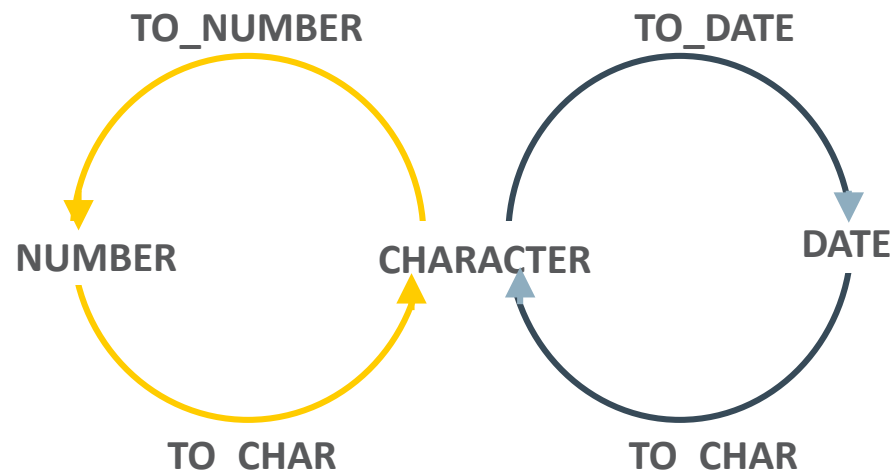 TO_NUMBER
TO_DATE
NUMBER
CHARACTER
DATE
TO_CHAR
TO_CHAR